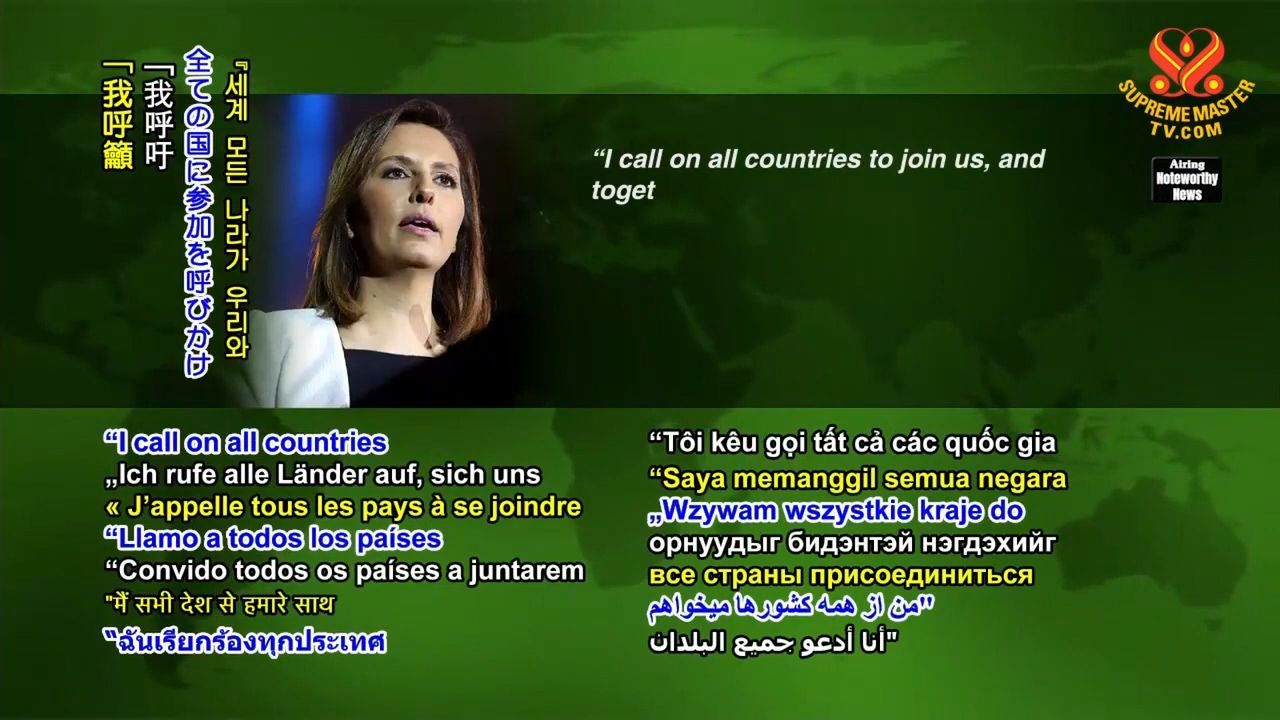 「我呼籲
「我呼吁
全ての国に参加を呼びかけ
『세계 모든 나라가 우리와
“I call on all countries to join us, and
toget
SUPREME MASTER
TV.COM
Airing
Noteworthy
News
“I call on all countries
„Ich rufe alle Länder auf, sich uns
« J’appelle tous les pays à se joindre
“Llamo a todos los países
“Convido todos os países a juntarem
"मैं सभी देश से हमारे साथ
“ฉันเรียกร้องทุกประเทศ
“Tôi kêu gọi tất cả các quốc gia
“Saya memanggil semua negara
„Wzywam wszystkie kraje do
орнуудыг бидэнтэй нэгдэхийг
все страны присоединиться
"من از همه کشورها میخواهم
"أنا أدعو جميع البلدان